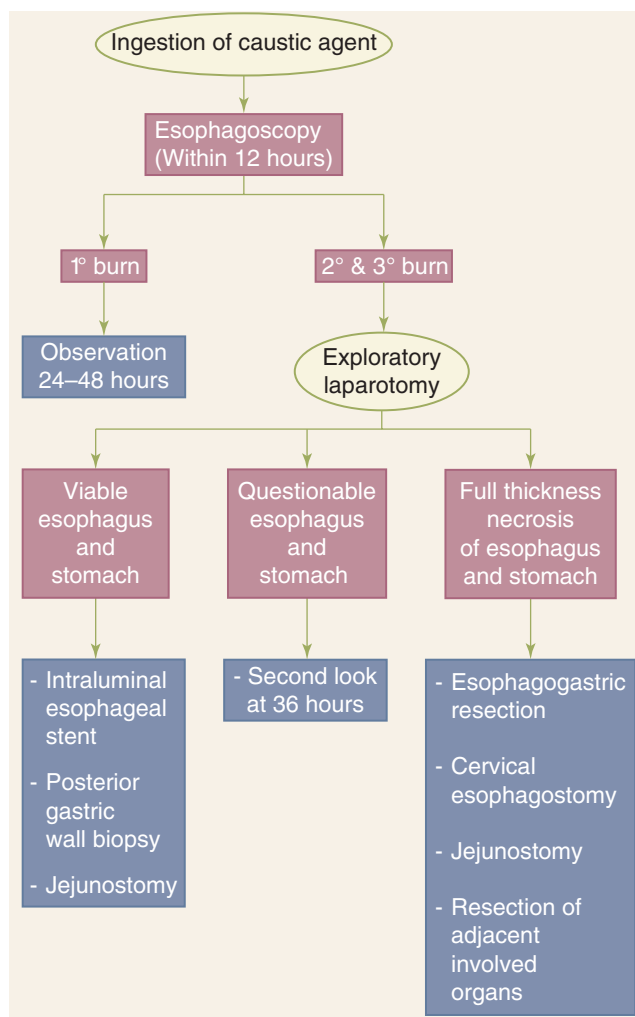 Ingestion of caustic agent
Esophagoscopy
(Within 12 hours)
1° burn
2° & 3° burn
Observation
24–48 hours
Exploratory
laparotomy
Viable
esophagus
and
stomach
Questionable
esophagus
and
stomach
Full thickness
necrosis
of esophagus
and stomach
- Intraluminal
esophageal
stent
- Posterior
gastric
wall biopsy
- Jejunostomy
- Second look
at 36 hours
- Esophagogastric
resection
- Cervical
esophagostomy
- Jejunostomy
- Resection of
adjacent
involved
organs